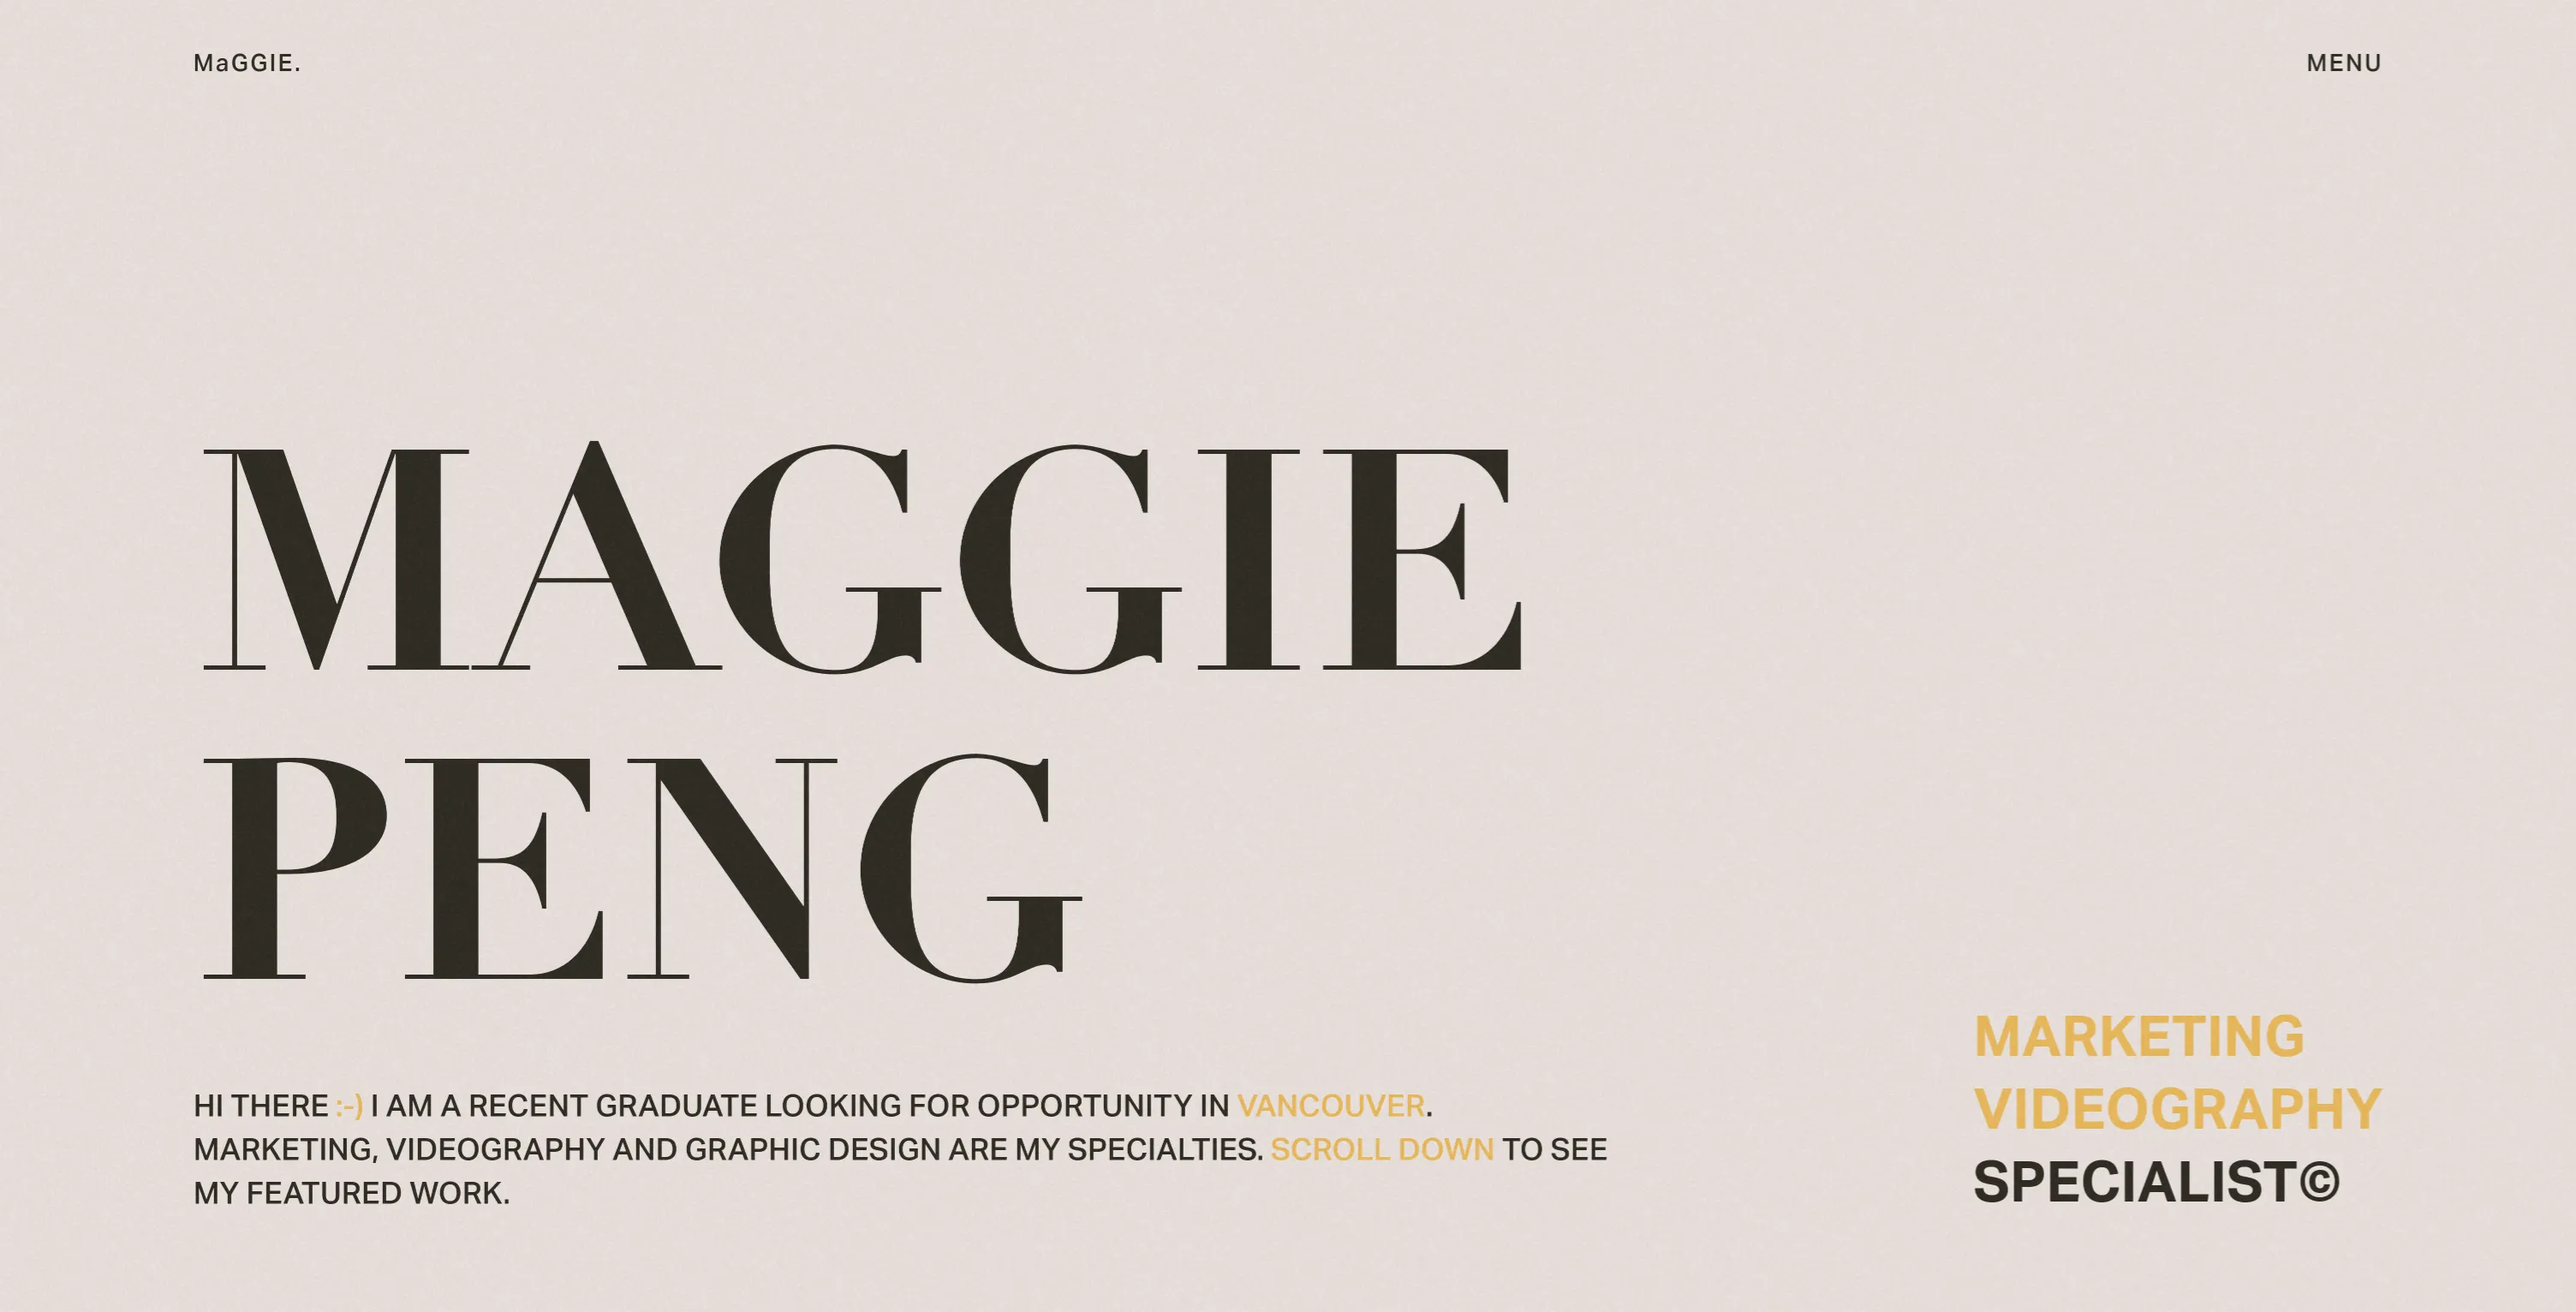 MaGGIE.
MENU
MAGGIE
PENG
HI THERE :-) I AM A RECENT GRADUATE LOOKING FOR OPPORTUNITY IN VANCOUVER.
MARKETING, VIDEOGRAPHY AND GRAPHIC DESIGN ARE MY SPECIALTIES. SCROLL DOWN TO SEE
MY FEATURED WORK.
MARKETING
VIDEOGRAPHY
SPECIALIST©